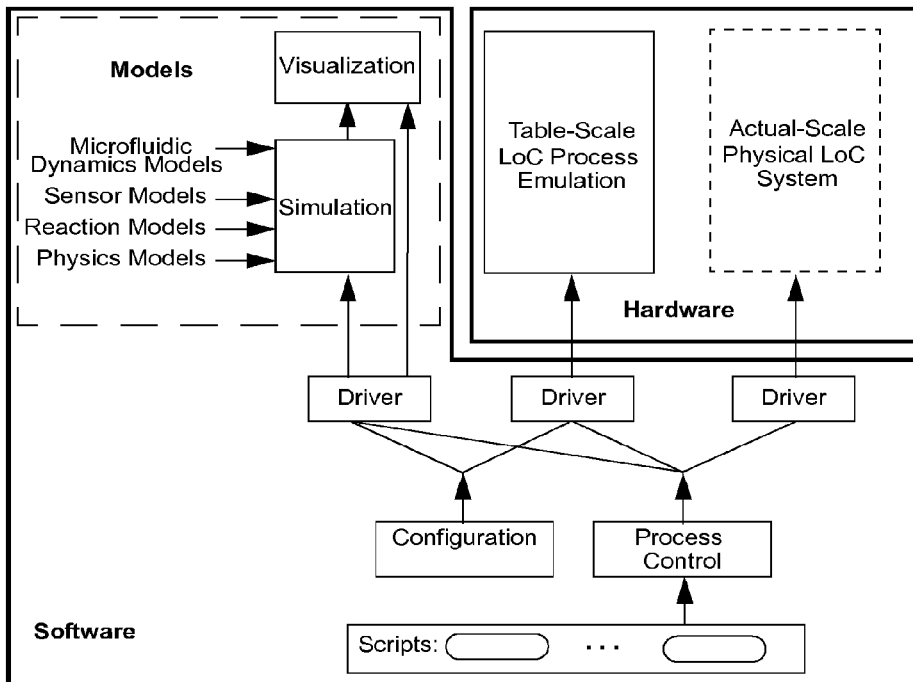 Models
Visualization
Microfluidic
Dynamics Models
Sensor Models
Reaction Models
Physics Models
Simulation
Table-Scale
LoC Process
Emulation
Actual-Scale
Physical LoC
System
Hardware
Driver
Driver
Driver
Configuration
Process
Control
Software
Scripts: . . .